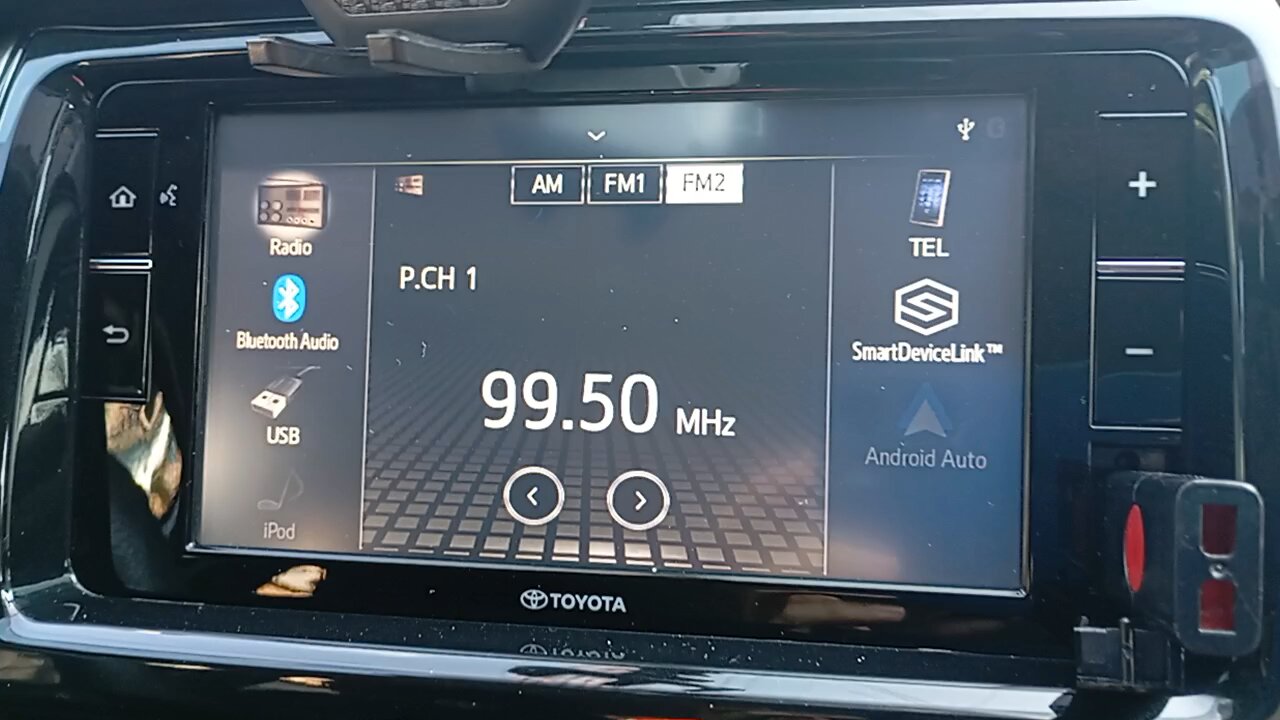 AM FM1 FM2
Radio
Bluetooth Audio
USB
iPod
P.CH 1
99.50 MHz
TEL
SmartDeviceLink™
Android Auto
TOYOTA